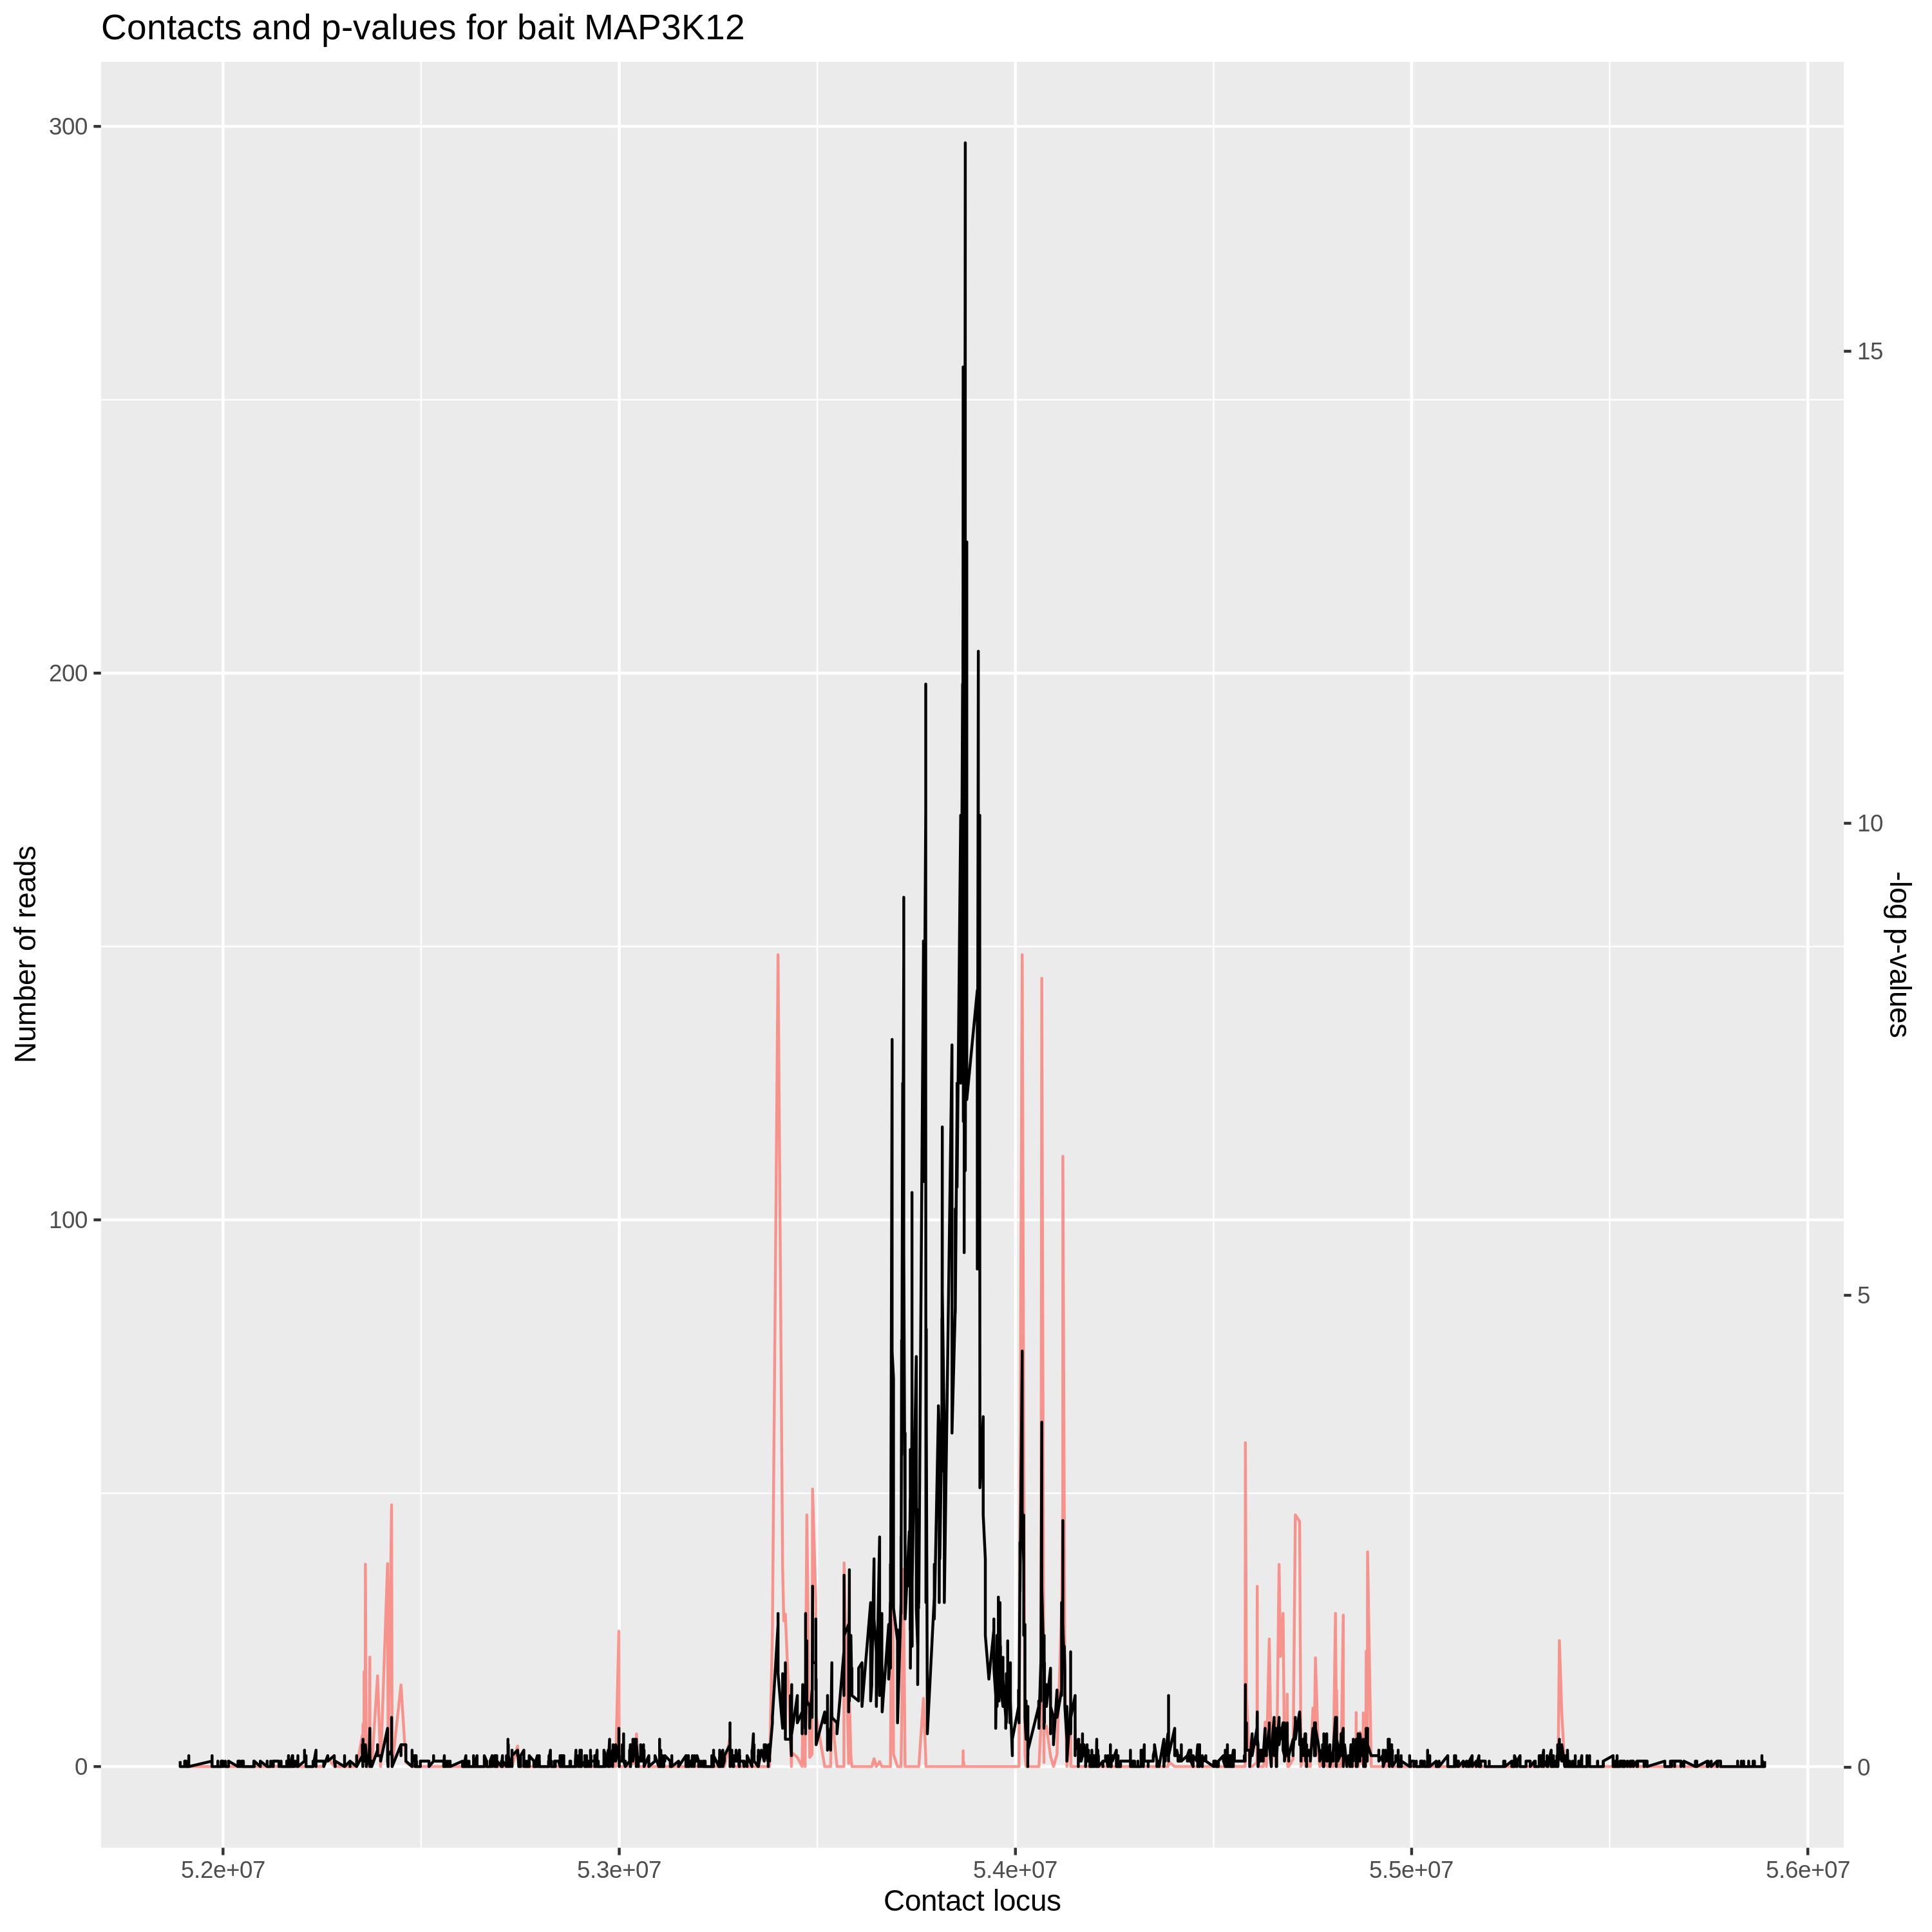 Contacts and p-values for bait MAP3K12
300
200
100
0
Number of reads
15
10
5
0
-log p-values
5.2e+07
5.3e+07
5.4e+07
5.5e+07
5.6e+07
Contact locus